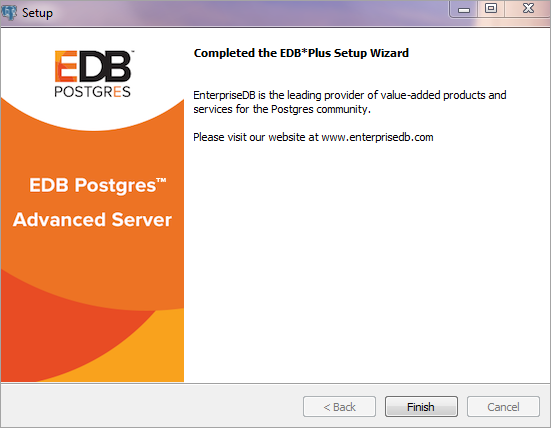 Setup
EDB™
POSTGRES
EDB Postgres™
Advanced Server
Completed the EDB*Plus Setup Wizard
EnterpriseDB is the leading provider of value-added products and
services for the Postgres community.
Please visit our website at www.enterprisedb.com
< Back
Finish
Cancel